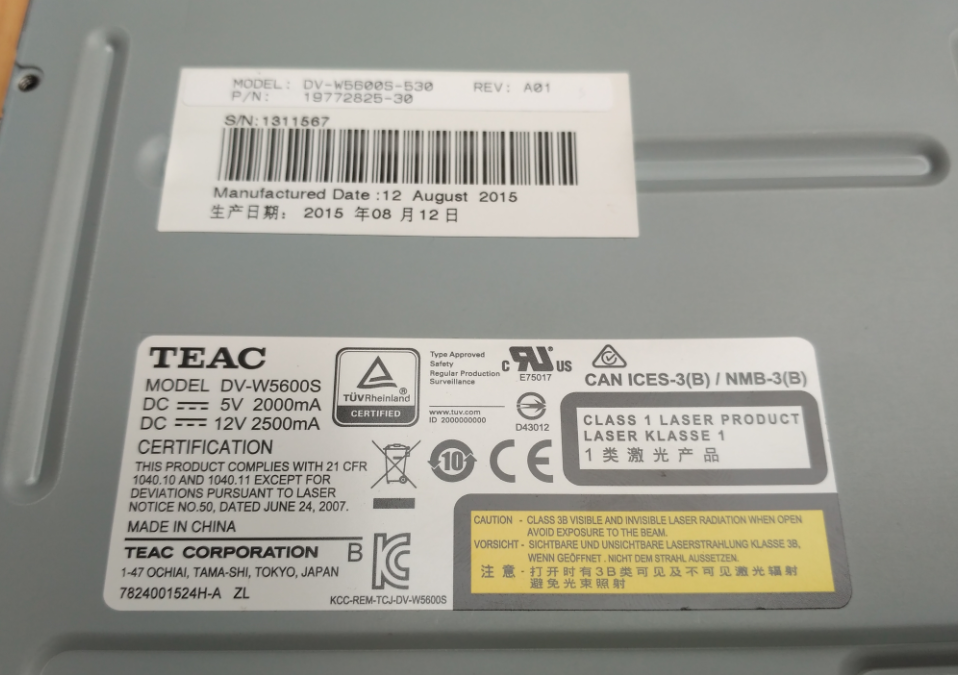 MODEL: DV-W5600S-530 REV: A01
P/N: 19772825-30
S/N:1311567
Manufactured Date :12 August 2015
生产日期： 2015 年08 月12 日
TEAC
MODEL DV-W5600S
DC 5V 2000mA
DC 12V 2500mA
CERTIFICATION
THIS PRODUCT COMPLIES WITH 21 CFR
1040.10 AND 1040.11 EXCEPT FOR
DEVIATIONS PURSUANT TO LASER
NOTICE NO.50, DATED JUNE 24, 2007.
MADE IN CHINA
TEAC CORPORATION
1-47 OCHIAI, TAMA-SHI, TOKYO, JAPAN
7824001524H-A ZL
TÜVRheinland®
CERTIFIED
Type Approved
Safety
Regular Production
Surveillance
www.tuv.com
ID 2000000000
c RU® US
E75017
D43012
10
CE
B
KC
KCC-REM-TCJ-DV-W5600S
CAN ICES-3(B) / NMB-3(B)
CLASS 1 LASER PRODUCT
LASER KLASSE 1
1 类激光产品
CAUTION - CLASS 3B VISIBLE AND INVISIBLE LASER RADIATION WHEN OPEN
AVOID EXPOSURE TO THE BEAM.
VORSICHT - SICHTBARE UND UNSICHTBARE LASERSTRAHLUNG KLASSE 3B,
WENN GEÖFFNET . NICHT DEM STRAHL AUSSETZEN.
注 意 - 打开时有3B类可见及不可见激光辐射
避免光束照射